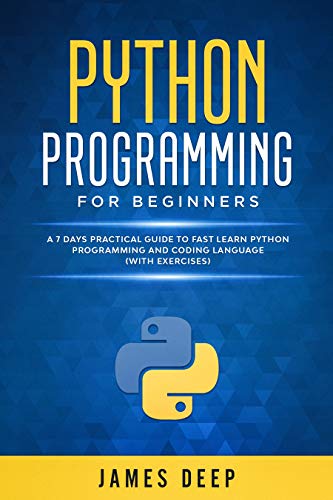 PYTHON
PROGRAMMING
FOR BEGINNERS
A 7 DAYS PRACTICAL GUIDE TO FAST LEARN PYTHON
PROGRAMMING AND CODING LANGUAGE
(WITH EXERCISES)
JAMES DEEP